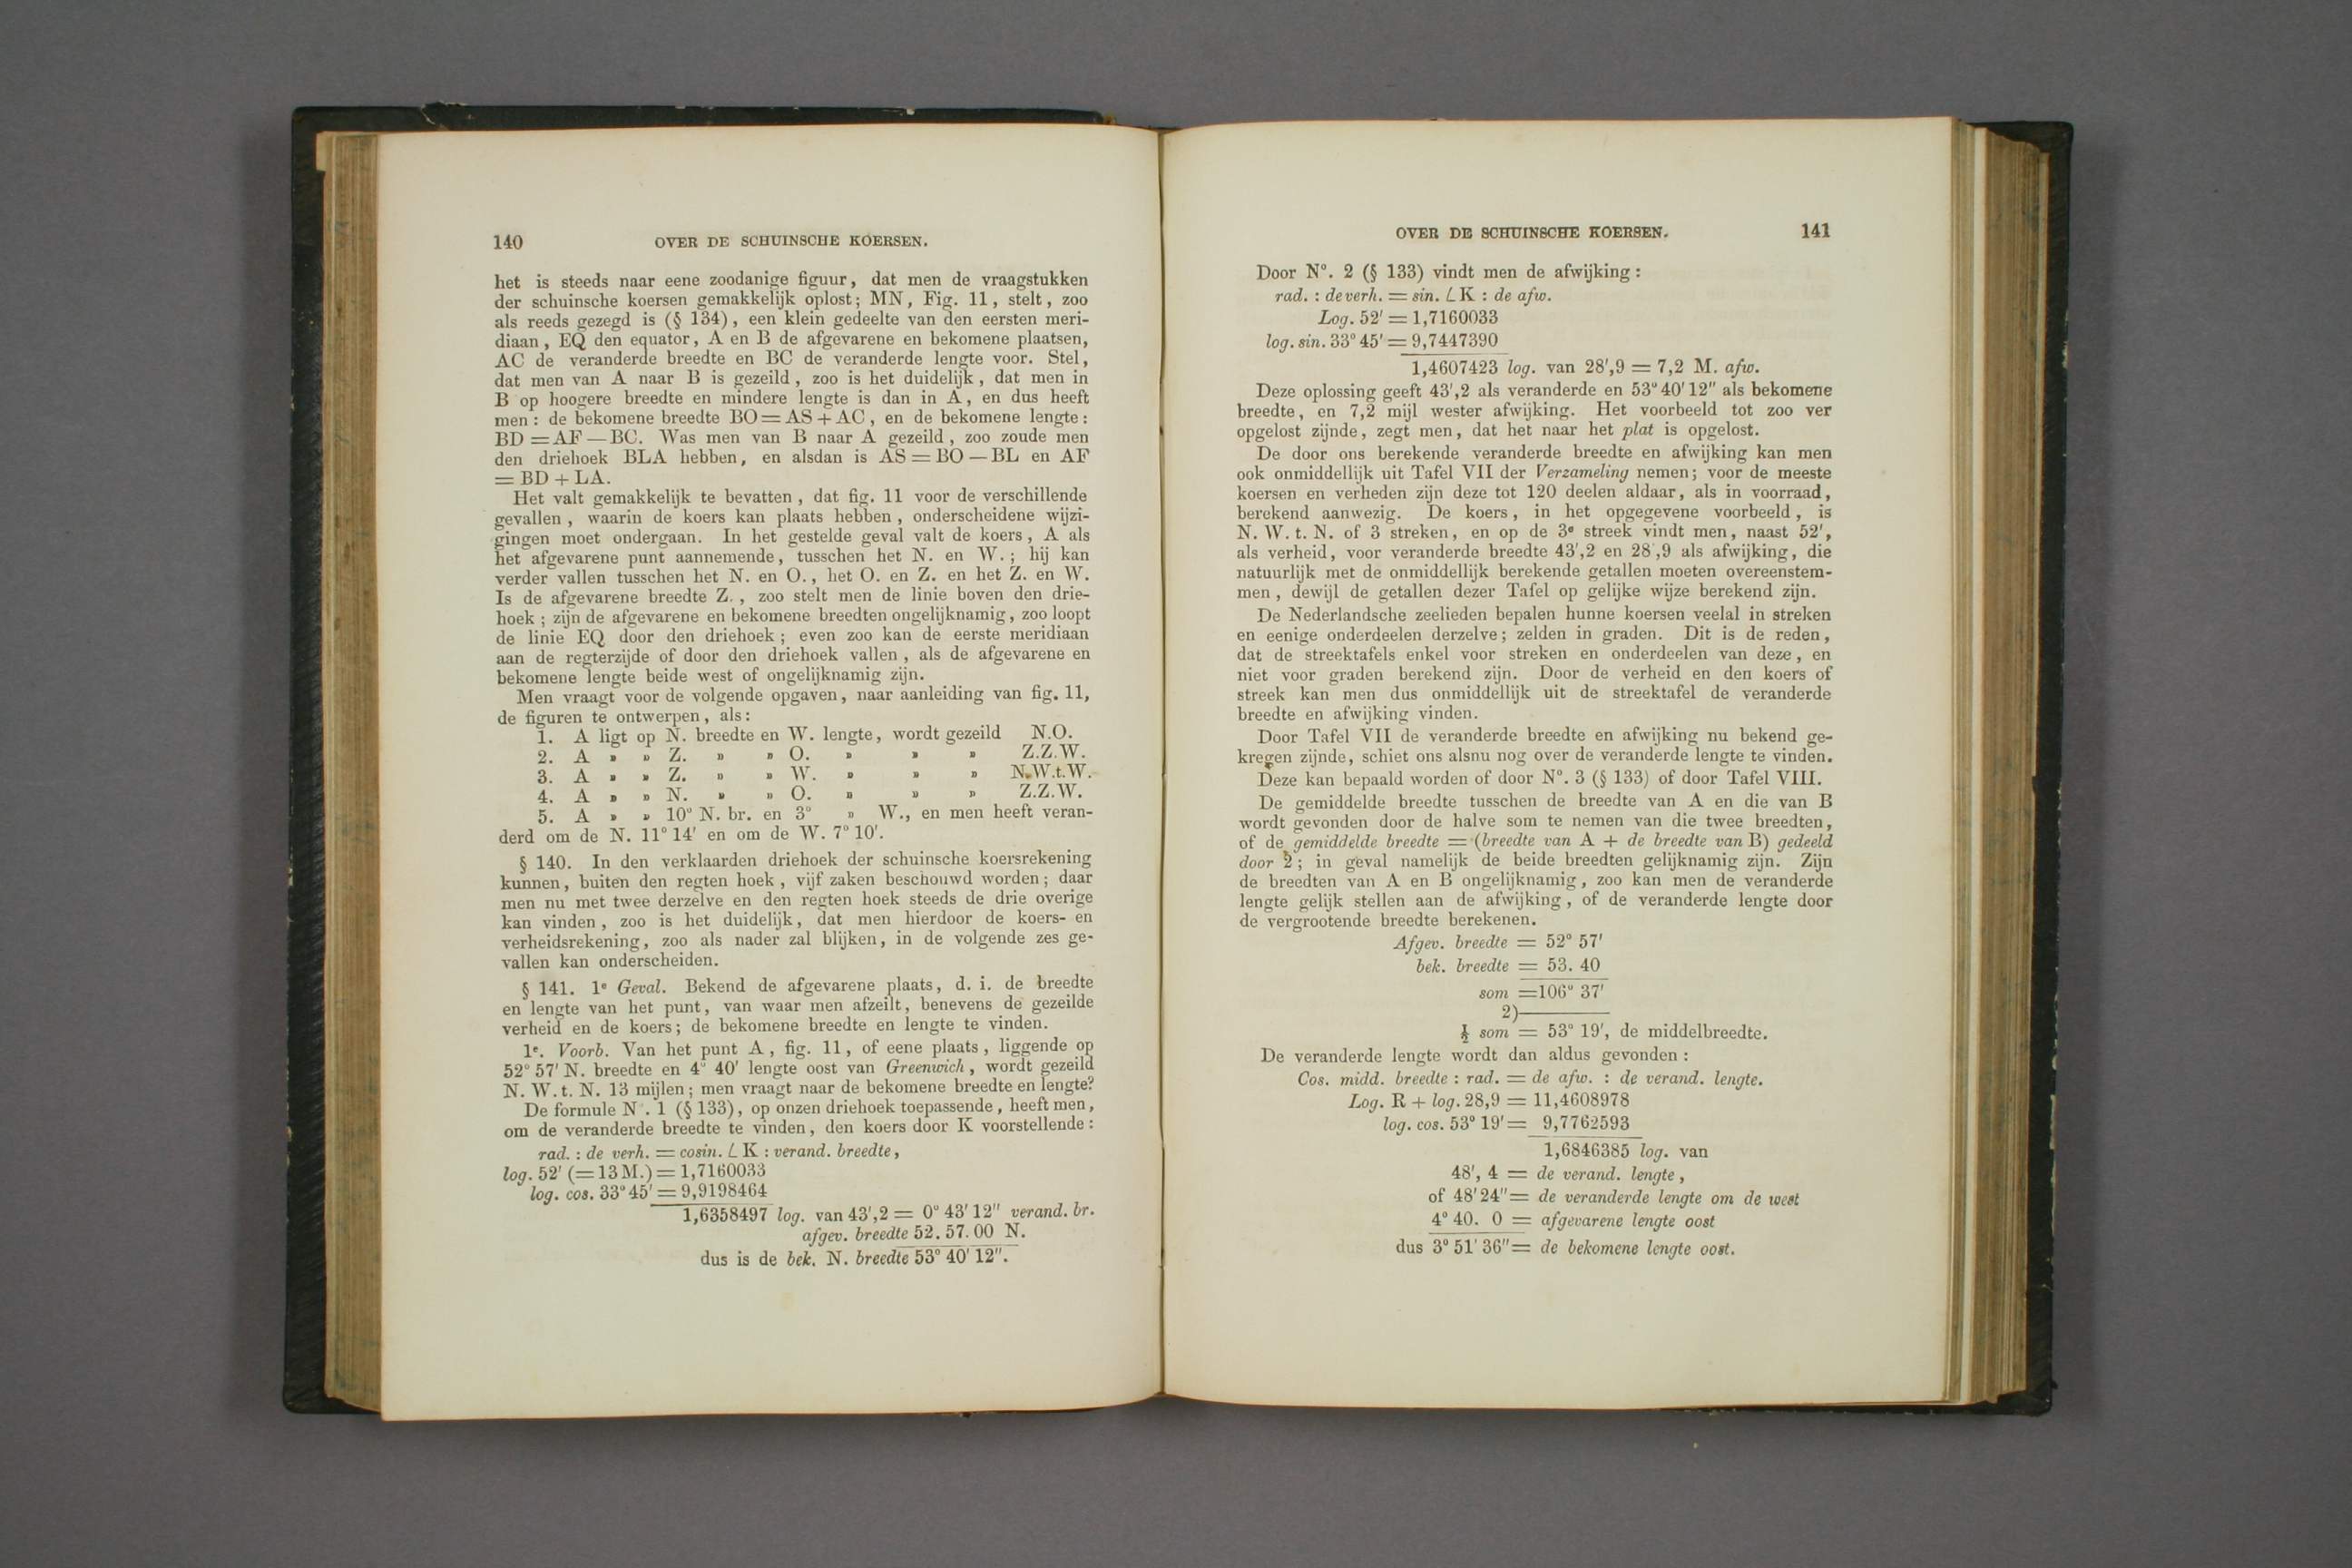 140 OVER DE SCHUINSCHE KOERSEN.
het is steeds naar eene zoodanige figuur, dat men de vraagstukken
der schuinsche koersen gemakkelijk oplost; MN, Fig. 11, stelt, zoo
als reeds gezegd is (§ 134), een klein gedeelte van den eersten meri-
diaan, EQ den equator, A en B de afgevarene en bekomene plaatsen,
AC de veranderde breedte en BC de veranderde lengte voor. Stel,
dat men van A naar B is gezeild, zoo is het duidelijk, dat men in
B op hoogere breedte en mindere lengte is dan in A, en dus heeft
men: de bekomene breedte BO = AS + AC, en de bekomene lengte:
BD = AF — BC. Was men van B naar A gezeild, zoo zoude men
den driehoek BLA hebben, en alsdan is AS = BO — BL en AF
= BD + LA.
Het valt gemakkelijk te bevatten, dat fig. 11 voor de verschillende
gevallen, waarin de koers kan plaats hebben, onderscheidene wijzi-
gingen moet ondergaan. In het gestelde geval valt de koers, A als
het afgevarene punt aannemende, tusschen het N. en W.; hij kan
verder vallen tusschen het N. en O., het O. en Z. en het Z. en W.
Is de afgevarene breedte Z., zoo stelt men de linie boven den drie-
hoek; zijn de afgevarene en bekomene breedten ongelijknamig, zoo loopt
de linie EQ door den driehoek; even zoo kan de eerste meridiaan
aan de regterzijde of door den driehoek vallen, als de afgevarene en
bekomene lengte beide west of ongelijknamig zijn.
Men vraagt voor de volgende opgaven, naar aanleiding van fig. 11,
de figuren te ontwerpen, als:
1. A ligt op N. breedte en W. lengte, wordt gezeild N.O.
2. A » » Z. » » O. » » » Z.Z.W.
3. A » » Z. » » W. » » » N.W.t.W.
4. A » » N. » » O. » » » Z.Z.W.
5. A » » 10° N. br. en 3° » W., en men heeft veran-
derd om de N. 11° 14' en om de W. 7° 10'.
§ 140. In den verklaarden driehoek der schuinsche koersrekening
kunnen, buiten den regten hoek, vijf zaken beschouwd worden; daar
men nu met twee derzelve en den regten hoek steeds de drie overige
kan vinden, zoo is het duidelijk, dat men hierdoor de koers- en
verheidsrekening, zoo als nader zal blijken, in de volgende zes ge-
vallen kan onderscheiden.
§ 141. 1e Geval. Bekend de afgevarene plaats, d. i. de breedte
en lengte van het punt, van waar men afzeilt, benevens de gezeilde
verheid en de koers; de bekomene breedte en lengte te vinden.
1e. Voorb. Van het punt A, fig. 11, of eene plaats, liggende op
52° 57' N. breedte en 4° 40' lengte oost van Greenwich, wordt gezeild
N. W. t. N. 13 mijlen; men vraagt naar de bekomene breedte en lengte?
De formule N°. 1 (§ 133), op onzen driehoek toepassende, heeft men,
om de veranderde breedte te vinden, den koers door K voorstellende:
rad. : de verh. = cosin. ∠ K : verand. breedte,
log. 52' (= 13 M.) = 1,7160033
log. cos. 33° 45' = 9,9198464
1,6358497 log. van 43',2 = 0° 43' 12" verand. br.
afgev. breedte 52. 57. 00 N.
dus is de bek. N. breedte 53° 40' 12".
OVER DE SCHUINSCHE KOERSEN. 141
Door N°. 2 (§ 133) vindt men de afwijking:
rad. : de verh. = sin. ∠ K : de afw.
Log. 52' = 1,7160033
log. sin. 33° 45' = 9,7447390
1,4607423 log. van 28',9 = 7,2 M. afw.
Deze oplossing geeft 43',2 als veranderde en 53° 40' 12" als bekomene
breedte, en 7,2 mijl wester afwijking. Het voorbeeld tot zoo ver
opgelost zijnde, zegt men, dat het naar het plat is opgelost.
De door ons berekende veranderde breedte en afwijking kan men
ook onmiddellijk uit Tafel VII der Verzameling nemen; voor de meeste
koersen en verheden zijn deze tot 120 deelen aldaar, als in voorraad,
berekend aanwezig. De koers, in het opgegevene voorbeeld, is
N. W. t. N. of 3 streken, en op de 3e streek vindt men, naast 52',
als verheid, voor veranderde breedte 43',2 en 28',9 als afwijking, die
natuurlijk met de onmiddellijk berekende getallen moeten overeenstem-
men, dewijl de getallen dezer Tafel op gelijke wijze berekend zijn.
De Nederlandsche zeelieden bepalen hunne koersen veelal in streken
en eenige onderdeelen derzelve; zelden in graden. Dit is de reden,
dat de streektafels enkel voor streken en onderdeelen van deze, en
niet voor graden berekend zijn. Door de verheid en den koers of
streek kan men dus onmiddellijk uit de streektafel de veranderde
breedte en afwijking vinden.
Door Tafel VII de veranderde breedte en afwijking nu bekend ge-
kregen zijnde, schiet ons alsnu nog over de veranderde lengte te vinden.
Deze kan bepaald worden of door N°. 3 (§ 133) of door Tafel VIII.
De gemiddelde breedte tusschen de breedte van A en die van B
wordt gevonden door de halve som te nemen van die twee breedten,
of de gemiddelde breedte = (breedte van A + de breedte van B) gedeeld
door 2; in geval namelijk de beide breedten gelijknamig zijn. Zijn
de breedten van A en B ongelijknamig, zoo kan men de veranderde
lengte gelijk stellen aan de afwijking, of de veranderde lengte door
de vergrootende breedte berekenen.
Afgev. breedte = 52° 57'
bek. breedte = 53. 40
som = 106° 37'
2)
½ som = 53° 19', de middelbreedte.
De veranderde lengte wordt dan aldus gevonden:
Cos. midd. breedte : rad. = de afw. : de verand. lengte.
Log. R + log. 28,9 = 11,4608978
log. cos. 53° 19' = 9,7762593
1,6846385 log. van
48', 4 = de verand. lengte,
of 48' 24" = de veranderde lengte om de west
4° 40. 0 = afgevarene lengte oost
dus 3° 51' 36" = de bekomene lengte oost.